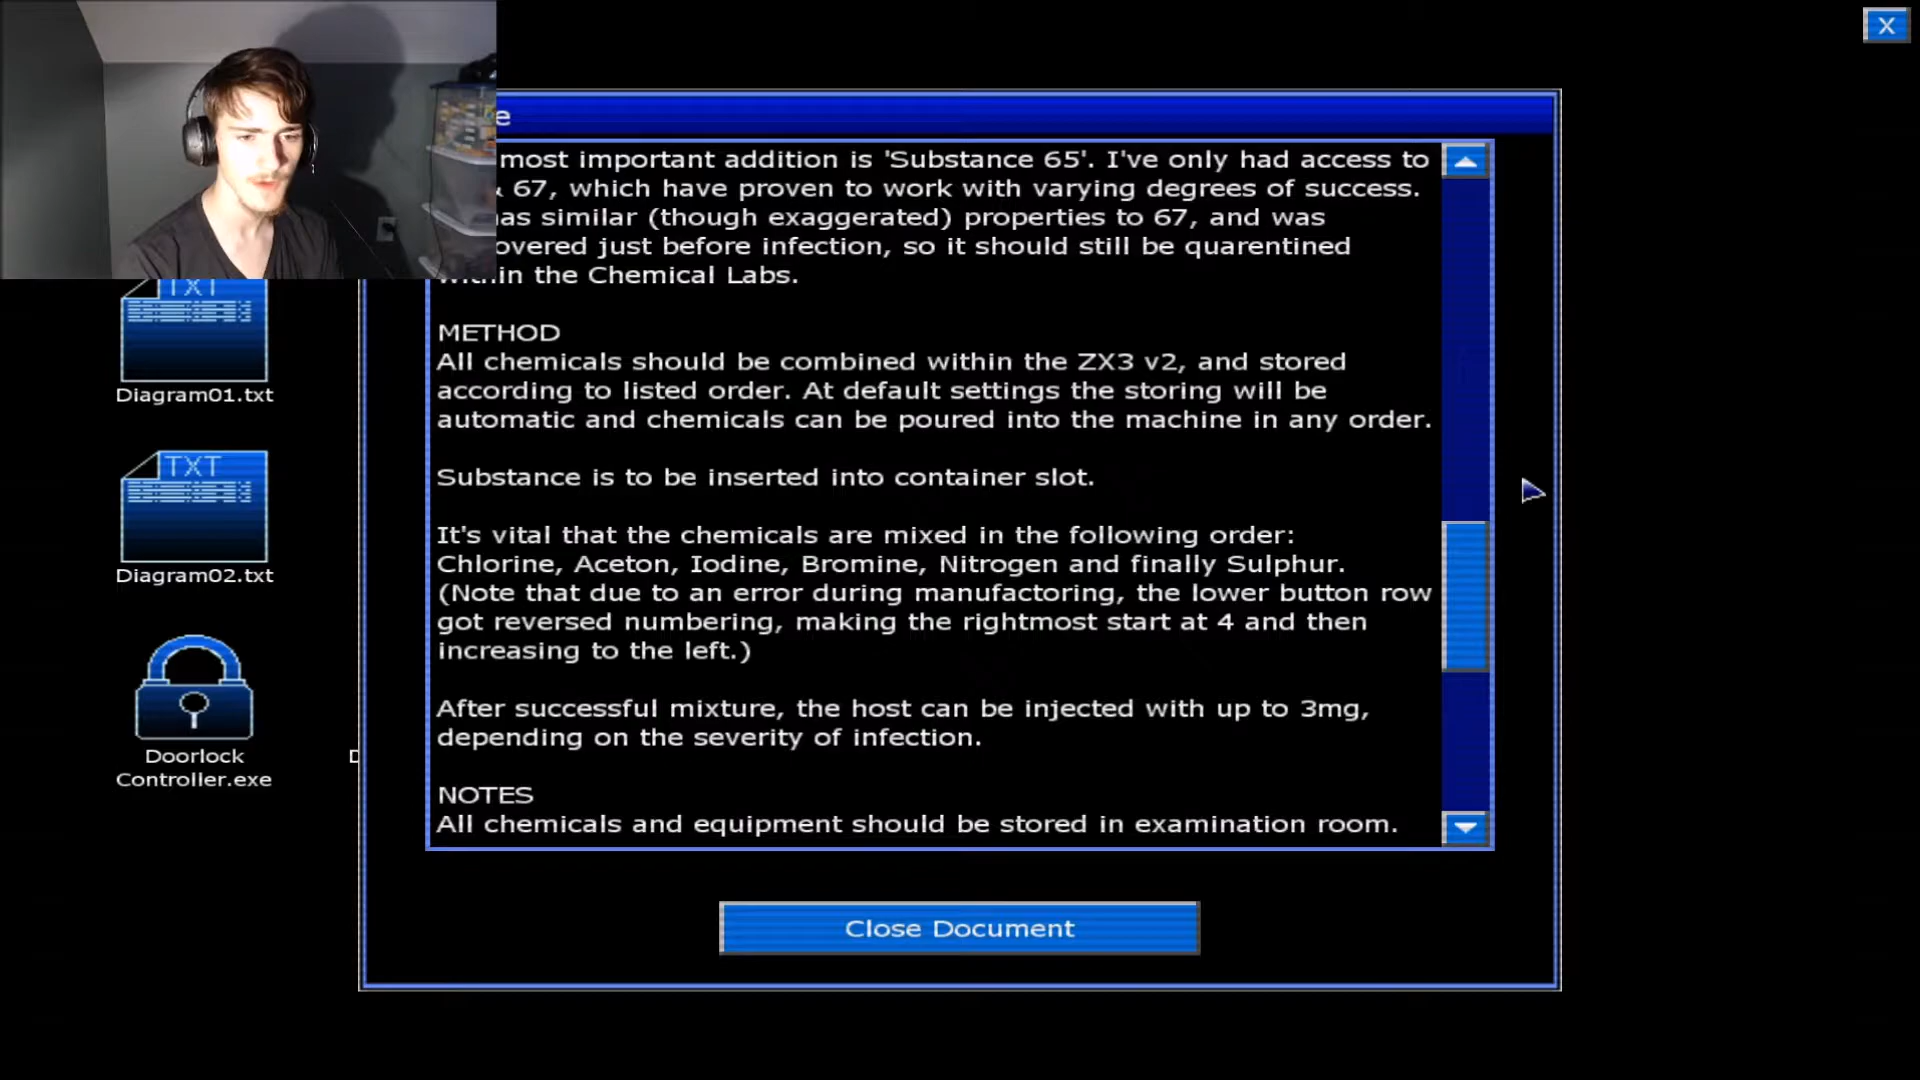 X
most important addition is 'Substance 65'. I've only had access to
& 67, which have proven to work with varying degrees of success.
as similar (though exaggerated) properties to 67, and was
overed just before infection, so it should still be quarentined
within the Chemical Labs.
METHOD
All chemicals should be combined within the ZX3 v2, and stored
according to listed order. At default settings the storing will be
automatic and chemicals can be poured into the machine in any order.
Substance is to be inserted into container slot.
It's vital that the chemicals are mixed in the following order:
Chlorine, Aceton, Iodine, Bromine, Nitrogen and finally Sulphur.
(Note that due to an error during manufactoring, the lower button row
got reversed numbering, making the rightmost start at 4 and then
increasing to the left.)
After successful mixture, the host can be injected with up to 3mg,
depending on the severity of infection.
NOTES
All chemicals and equipment should be stored in examination room.
Close Document
TXT
Diagram01.txt
TXT
Diagram02.txt
Doorlock
Controller.exe